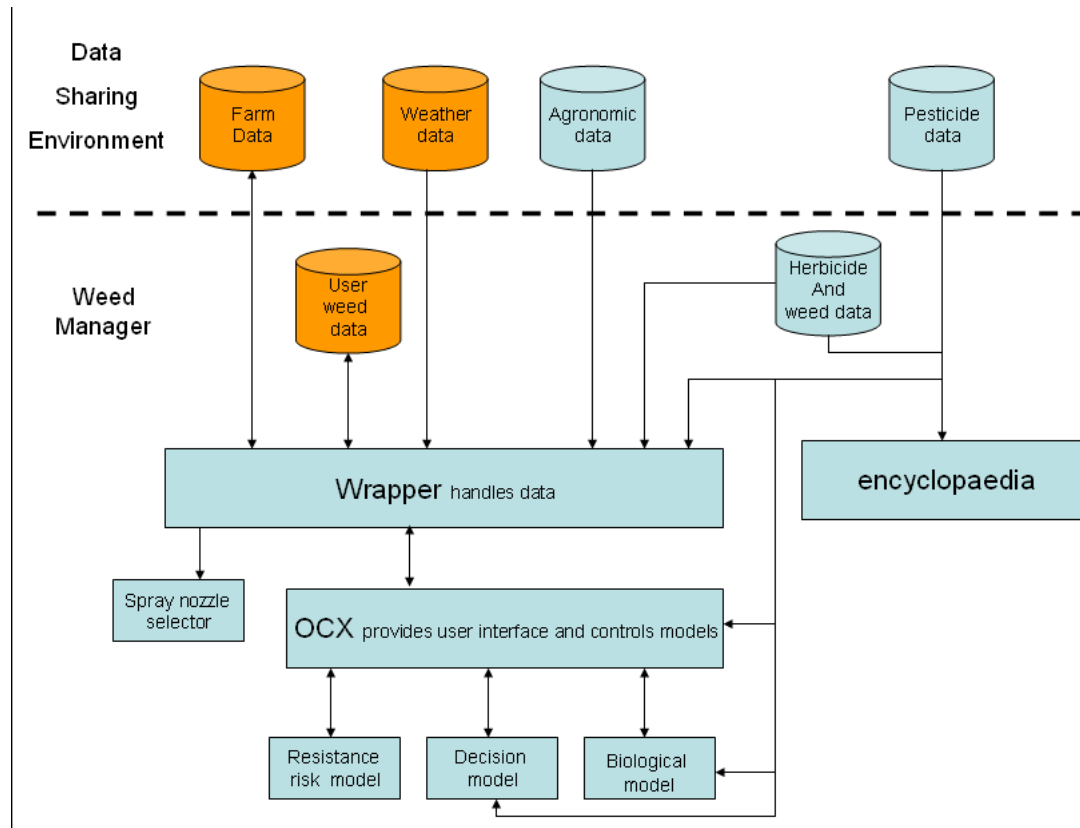 Data
Sharing
Environment
Farm
Data
Weather
data
Agronomic
data
Pesticide
data
Weed
Manager
User
weed
data
Herbicide
And
weed data
Wrapper handles data
encyclopaedia
Spray nozzle
selector
OCX provides user interface and controls models
Resistance
risk model
Decision
model
Biological
model